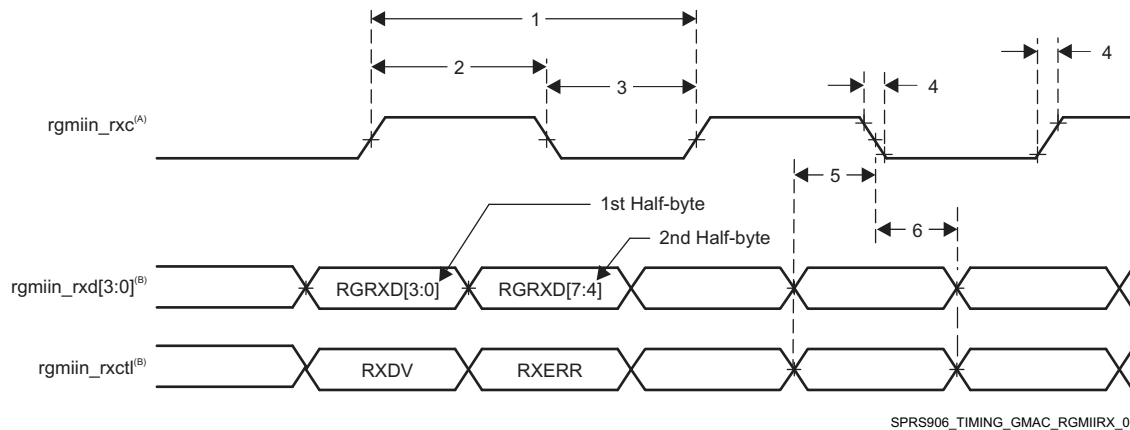 1
2
3
4
4
rgmiin_rxc(A)
5
6
1st Half-byte
2nd Half-byte
rgmiin_rxd[3:0](B)
RGRXD[3:0]
RGRXD[7:4]
rgmiin_rxctl(B)
RXDV
RXERR
SPRS906_TIMING_GMAC_RGMIIRX_0